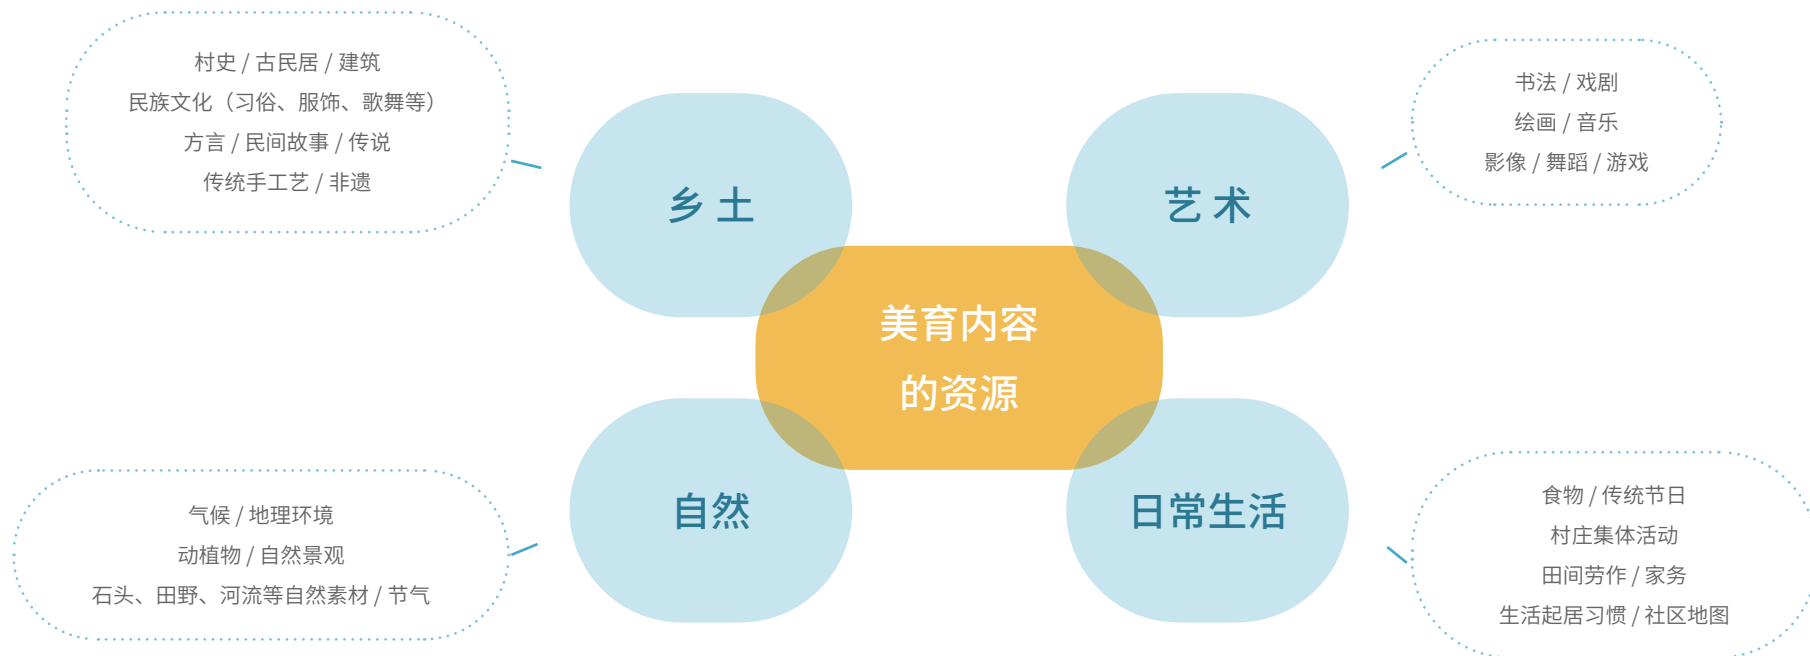 村史 / 古民居 / 建筑
民族文化（习俗、服饰、歌舞等）
方言 / 民间故事 / 传说
传统手工艺 / 非遗
乡 土
艺 术
书法 / 戏剧
绘画 / 音乐
影像 / 舞蹈 / 游戏
美育内容
的资源
气候 / 地理环境
动植物 / 自然景观
石头、田野、河流等自然素材 / 节气
自然
日常生活
食物 / 传统节日
村庄集体活动
田间劳作 / 家务
生活起居习惯 / 社区地图